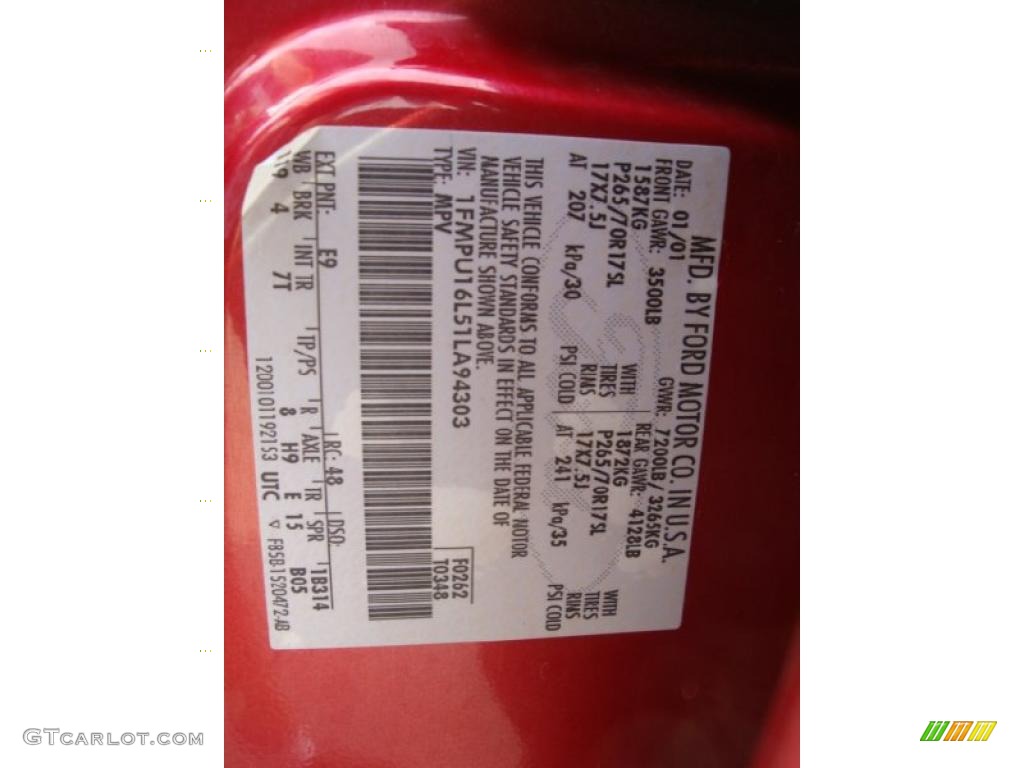 MFD. BY FORD MOTOR CO. IN U.S.A.
DATE: 01/01 GWR: 7200LB/ 3265KG
FRONT GAWR: 3500LB REAR GAWR: 4128LB
1587KG WITH 1872KG WITH
P265/70R17SL TIRES P265/70R17SL TIRES
17X7.5J RIMS 17X7.5J RIMS
AT 207 kPa/30 PSI COLD AT 241 kPa/35 PSI COLD
THIS VEHICLE CONFORMS TO ALL APPLICABLE FEDERAL MOTOR
VEHICLE SAFETY STANDARDS IN EFFECT ON THE DATE OF
MANUFACTURE SHOWN ABOVE.
VIN: 1FMPU16L51LA94303 F0262
TYPE: MPV T0348
EXT PNT: E9 RC: 48 DSO:
WB BRK INT TR TP/PS R AXLE TR SPR 1B314
119 4 7T 8 H9 E 15 B05
12001011921S3 UTC ▽ F85B-1520472-AB
GTCARLOT.COM